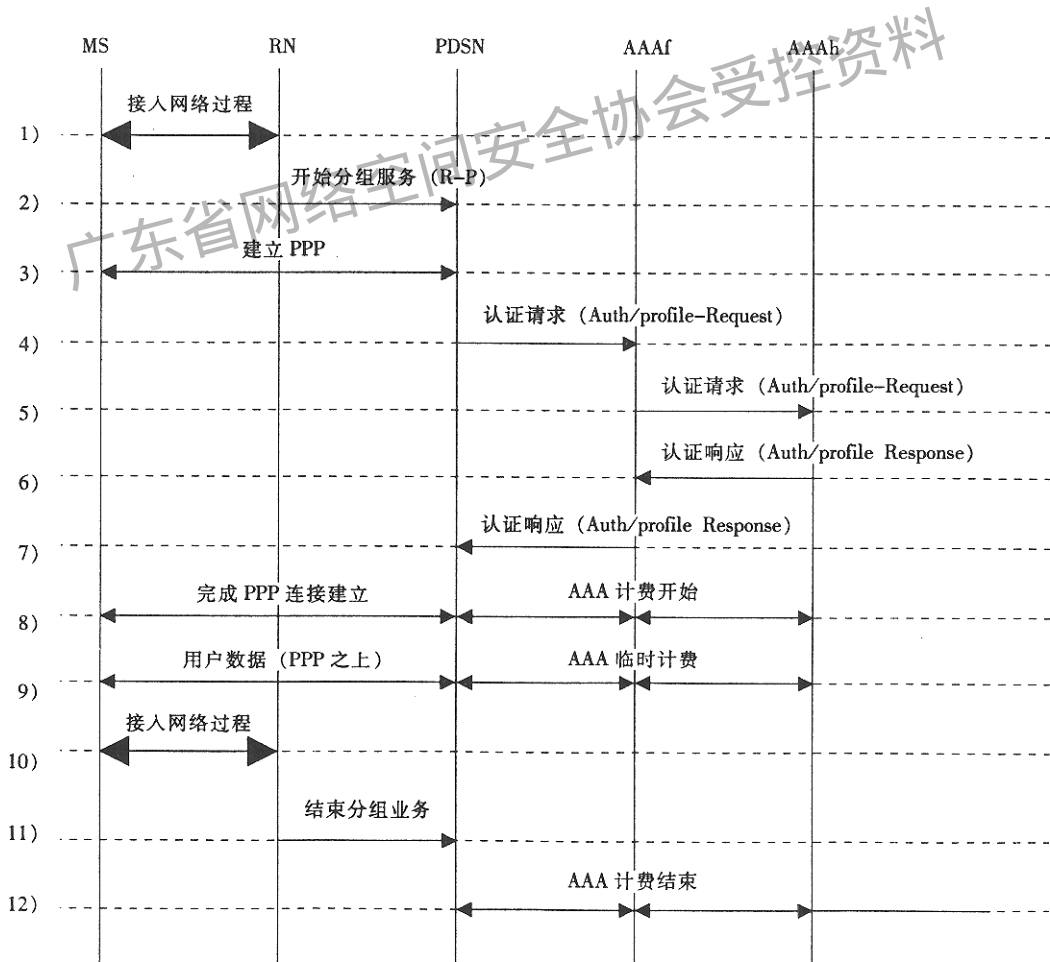 MS RN PDSN AAAf AAAh
接入网络过程
1)
开始分组服务 (R-P)
2)
建立 PPP
3)
认证请求 (Auth/profile-Request)
4)
认证请求 (Auth/profile-Request)
5)
认证响应 (Auth/profile Response)
6)
认证响应 (Auth/profile Response)
7)
完成 PPP 连接建立 AAA 计费开始
8)
用户数据 (PPP 之上) AAA 临时计费
9)
接入网络过程
10)
结束分组业务
11)
AAA 计费结束
12)
广东省网络空间安全协会受控资料